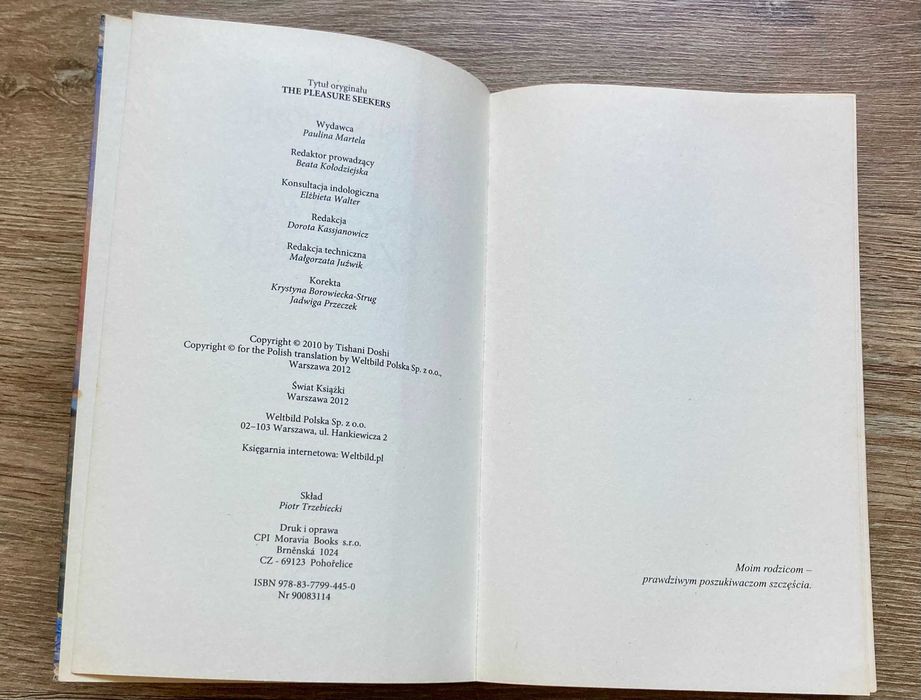 Tytuł oryginału
THE PLEASURE SEEKERS
Wydawca
Paulina Martela
Redaktor prowadzący
Beata Kołodziejska
Konsultacja indologiczna
Elżbieta Walter
Redakcja
Dorota Kassjanowicz
Redakcja techniczna
Małgorzata Juźwik
Korekta
Krystyna Borowiecka-Strug
Jadwiga Przeczek
Copyright © 2010 by Tishani Doshi
Copyright © for the Polish translation by Weltbild Polska Sp. z o.o.,
Warszawa 2012
Świat Książki
Warszawa 2012
Weltbild Polska Sp. z o.o.
02–103 Warszawa, ul. Hankiewicza 2
Księgarnia internetowa: Weltbild.pl
Skład
Piotr Trzebiecki
Druk i oprawa
CPI Moravia Books s.r.o.
Brněnská 1024
CZ - 69123 Pohořelice
ISBN 978-83-7799-445-0
Nr 90083114
Moim rodzicom –
prawdziwym poszukiwaczom szczęścia.